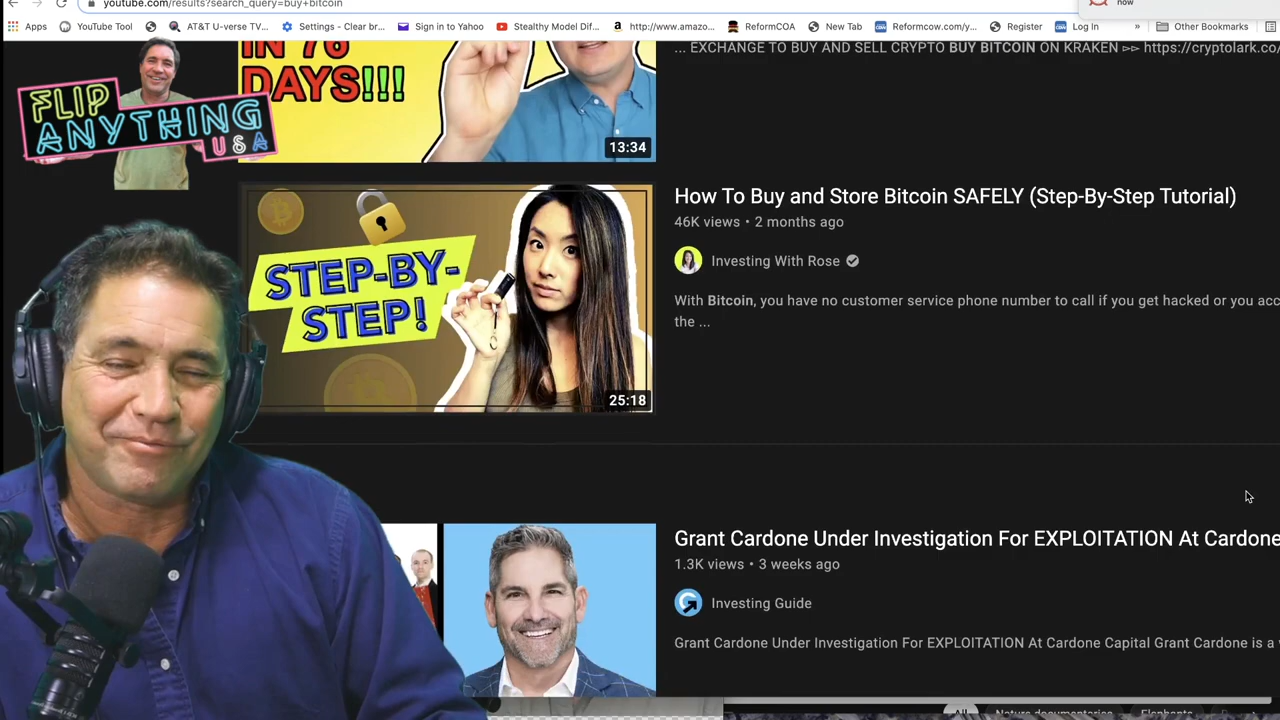 youtube.com/results?search_query=buy+bitcoin
now
Apps
YouTube Tool
AT&T U-verse TV...
Settings - Clear br...
Sign in to Yahoo
Stealthy Model Dif...
http://www.amazo...
ReformCOA
New Tab
Reformcow.com/y...
Register
Log In
»
Other Bookmarks
FLIP
ANYTHING
USA
IN 76
DAYS!!!
13:34
... EXCHANGE TO BUY AND SELL CRYPTO BUY BITCOIN ON KRAKEN ▻▻ https://cryptolark.co
STEP-BY-
STEP!
25:18
How To Buy and Store Bitcoin SAFELY (Step-By-Step Tutorial)
46K views • 2 months ago
Investing With Rose
With Bitcoin, you have no customer service phone number to call if you get hacked or you acc
the ...
Grant Cardone Under Investigation For EXPLOITATION At Cardone
1.3K views • 3 weeks ago
Investing Guide
Grant Cardone Under Investigation For EXPLOITATION At Cardone Capital Grant Cardone is a
All
Nature documentaries
Elephants